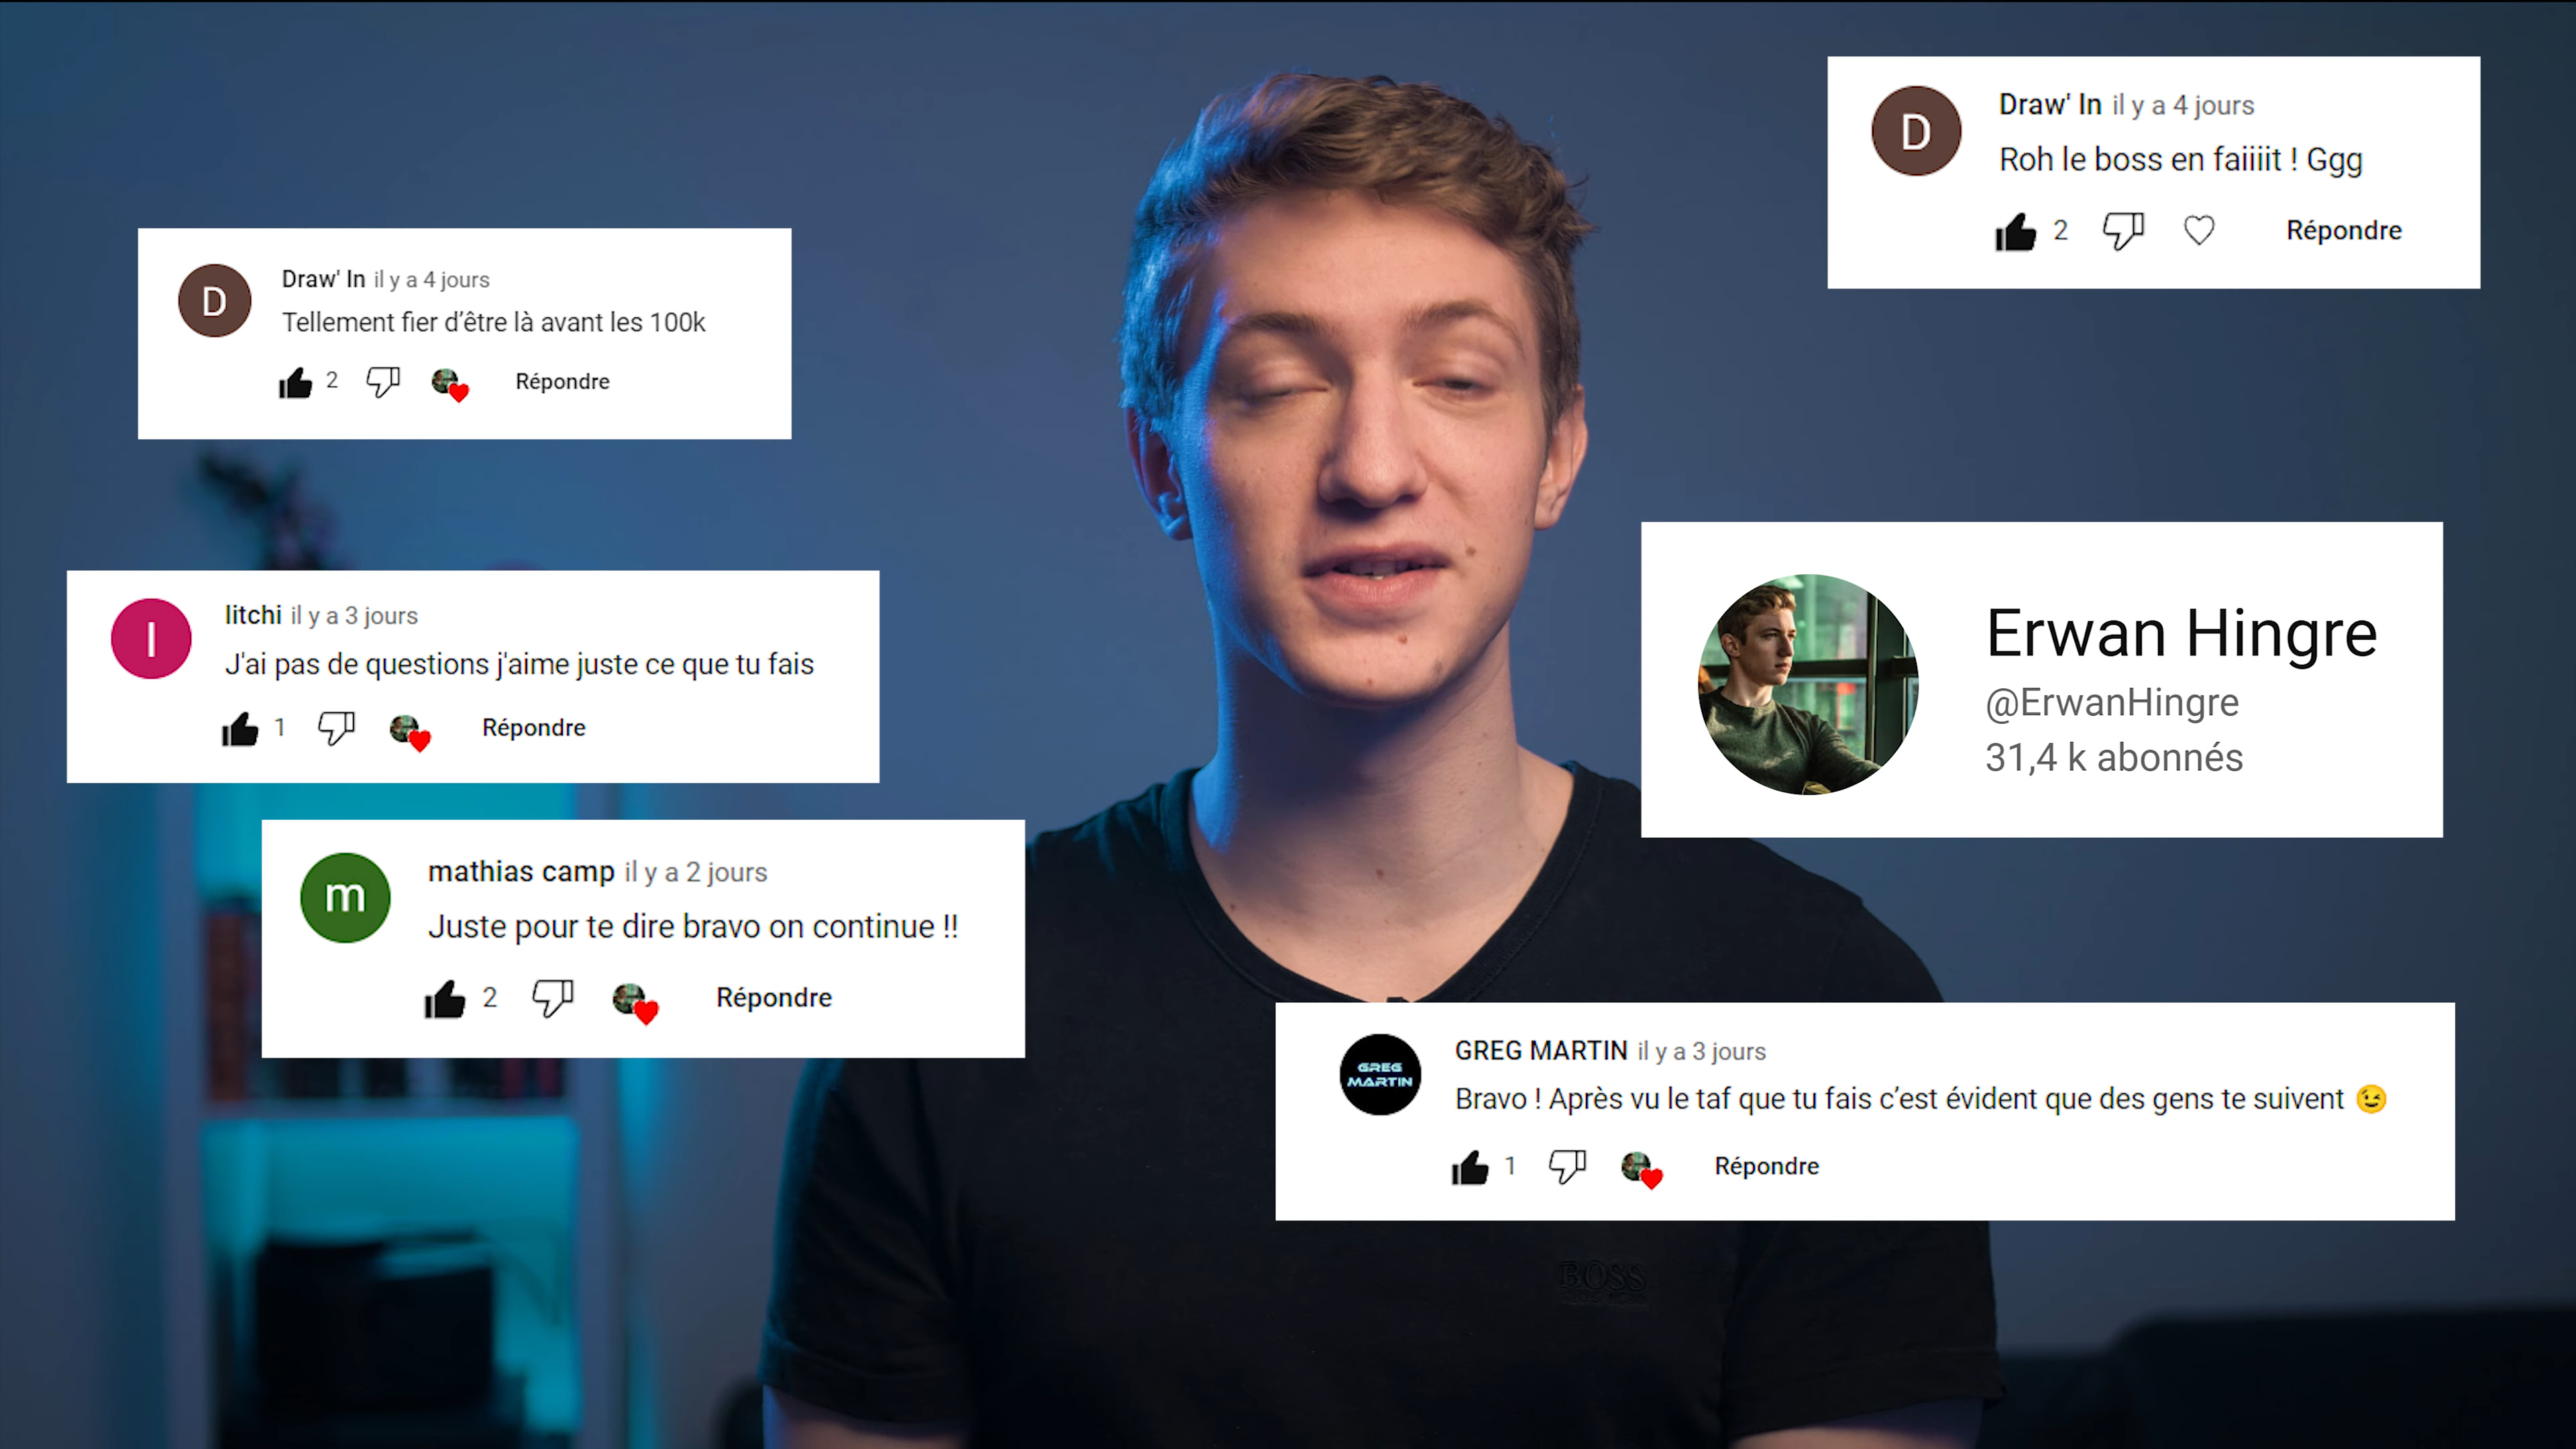 D
Draw' In il y a 4 jours
Roh le boss en faiiiit ! Ggg
2 Répondre
D
Draw' In il y a 4 jours
Tellement fier d’être là avant les 100k
2 Répondre
l
litchi il y a 3 jours
J'ai pas de questions j'aime juste ce que tu fais
1 Répondre
Erwan Hingre
@ErwanHingre
31,4 k abonnés
m
mathias camp il y a 2 jours
Juste pour te dire bravo on continue !!
2 Répondre
GREG
MARTIN
GREG MARTIN il y a 3 jours
Bravo ! Après vu le taf que tu fais c’est évident que des gens te suivent 😉
1 Répondre
BOSS